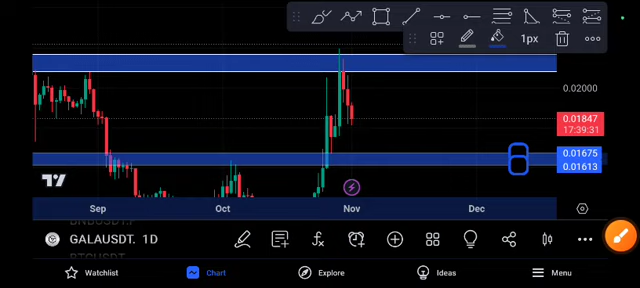 1px
0.02000
0.01847
17:39:31
0.01675
0.01613
Sep Oct Nov Dec
GALAUSDT. 1D
Watchlist Chart Explore Ideas Menu